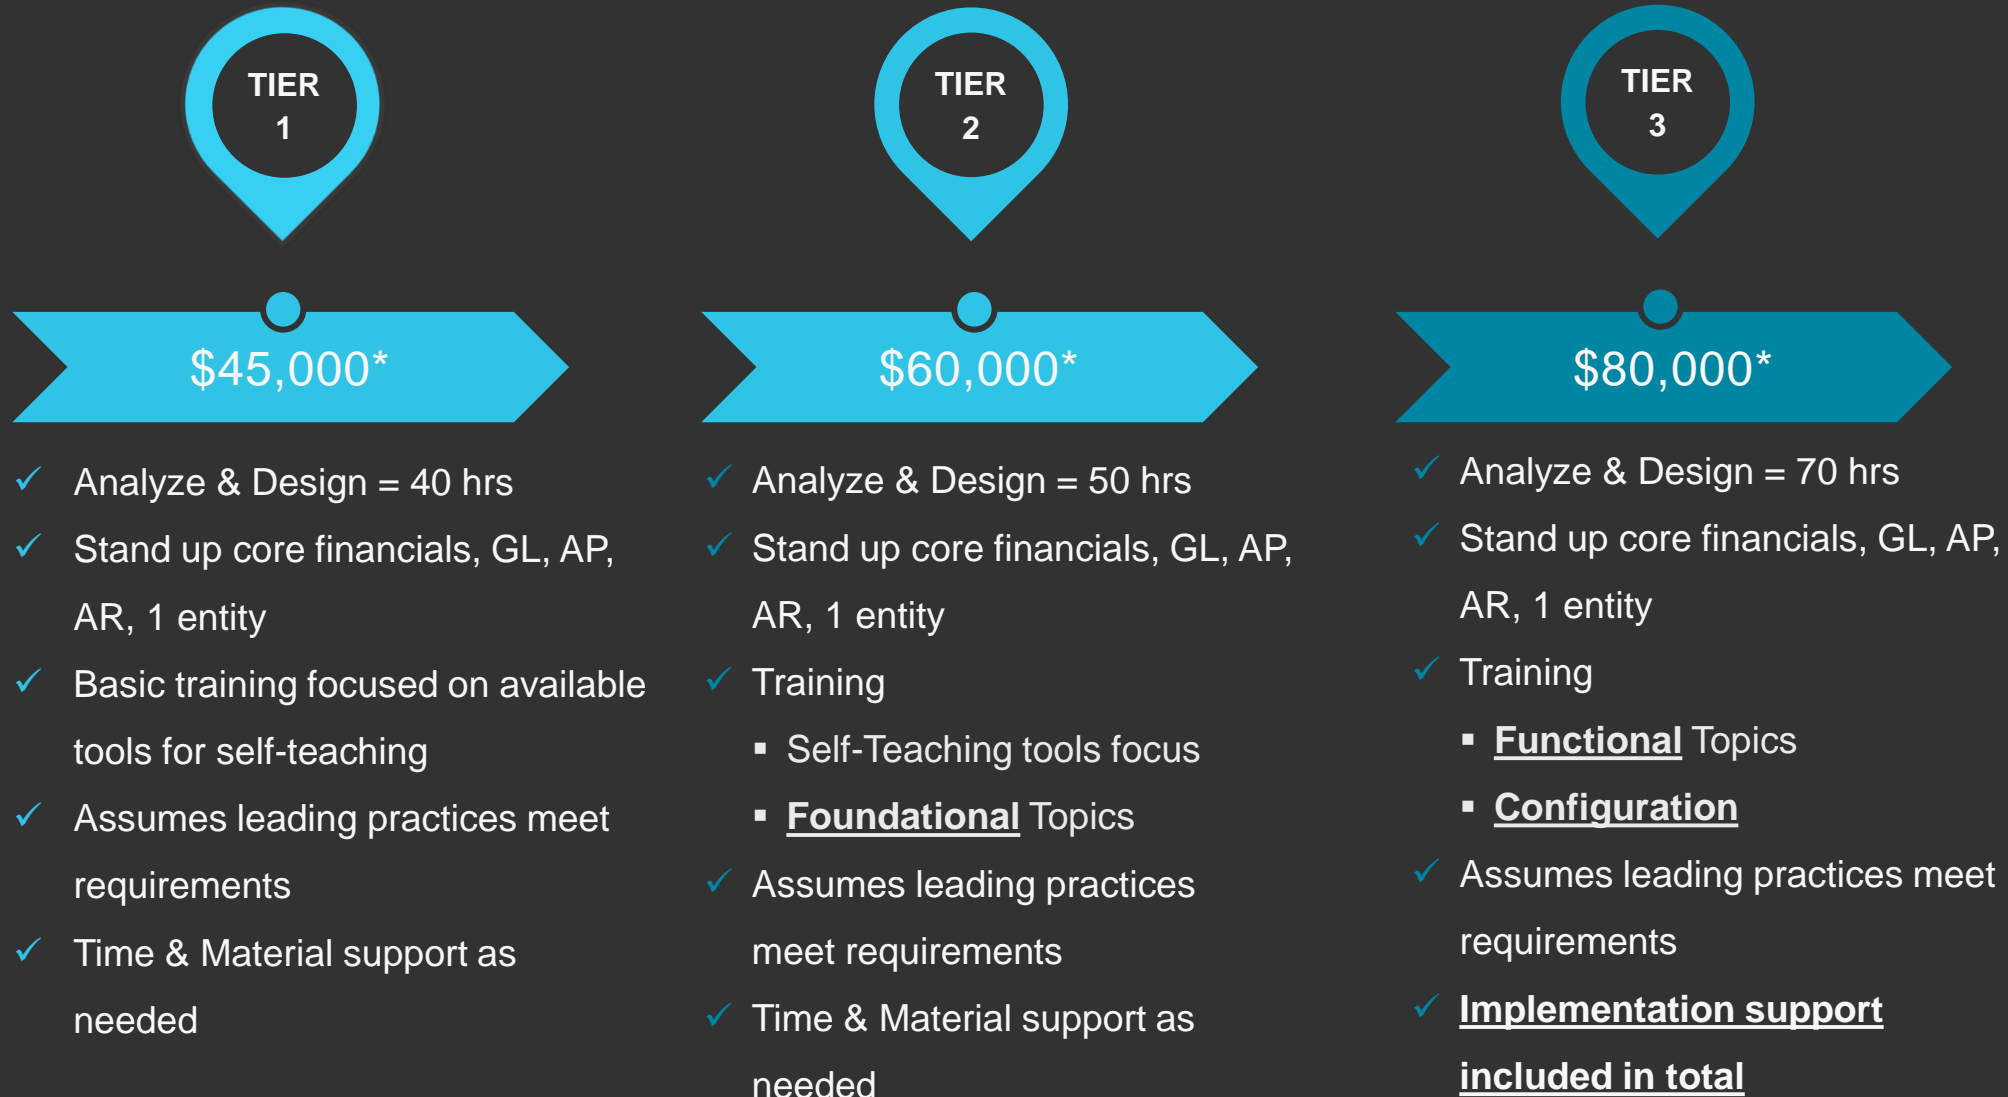 TIER
1
$45,000*
✓ Analyze & Design = 40 hrs
✓ Stand up core financials, GL, AP,
AR, 1 entity
✓ Basic training focused on available
tools for self-teaching
✓ Assumes leading practices meet
requirements
✓ Time & Material support as
needed
TIER
2
$60,000*
✓ Analyze & Design = 50 hrs
✓ Stand up core financials, GL, AP,
AR, 1 entity
✓ Training
▪ Self-Teaching tools focus
▪ Foundational Topics
✓ Assumes leading practices
meet requirements
✓ Time & Material support as
needed
TIER
3
$80,000*
✓ Analyze & Design = 70 hrs
✓ Stand up core financials, GL, AP,
AR, 1 entity
✓ Training
▪ Functional Topics
▪ Configuration
✓ Assumes leading practices meet
requirements
✓ Implementation support
included in total